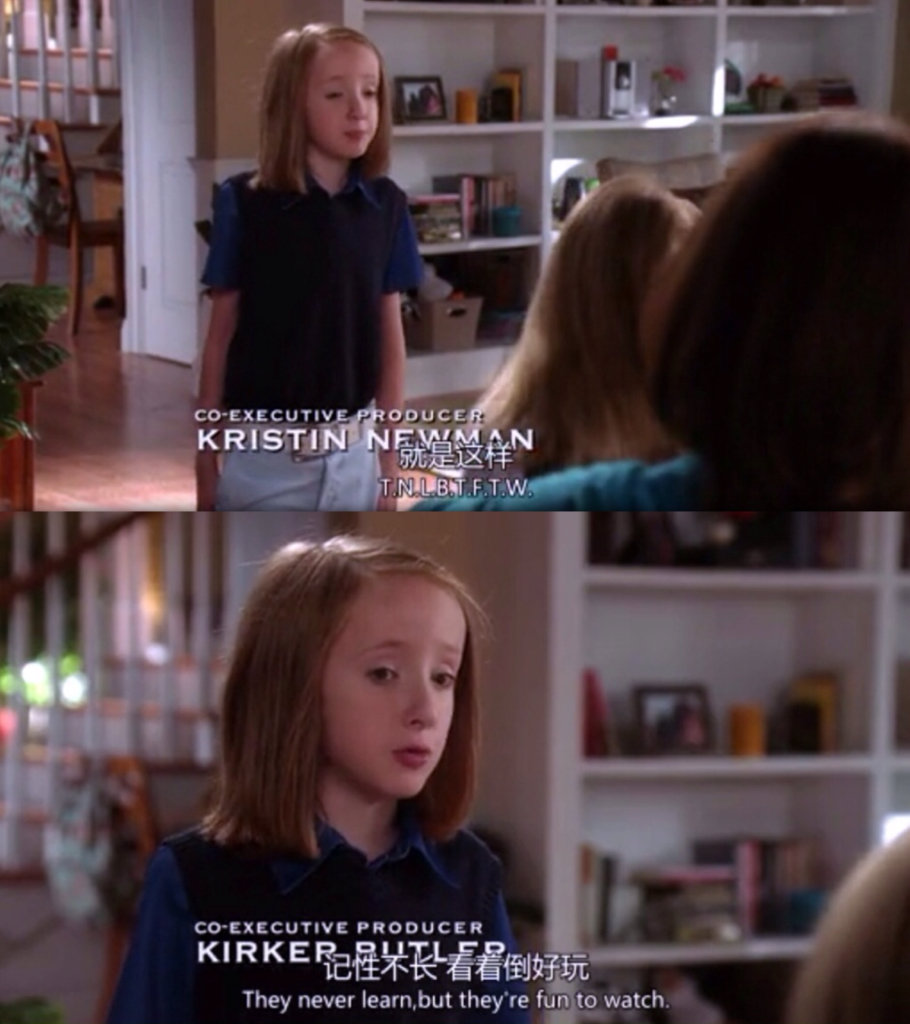 CO-EXECUTIVE PRODUCER
KRISTIN NEWMAN
就是这样
T.N.L.B.T.F.T.W.
CO-EXECUTIVE PRODUCER
KIRKER BUTLER
记性不长 看着倒好玩
They never learn,but they're fun to watch.